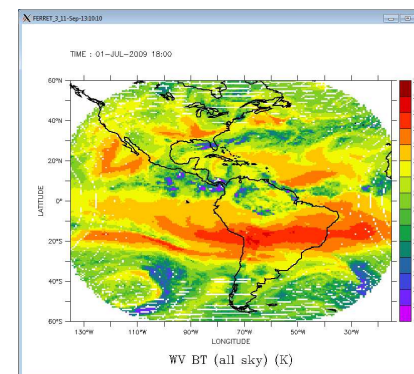 FERRET_3_11-Sep-13:10:10
TIME : 01-JUL-2009 18:00
60°N
40°N
20°N
0°
20°S
40°S
60°S
LATITUDE
130°W 110°W 90°W 70°W 50°W 30°W
LONGITUDE
WV BT (all sky) (K)